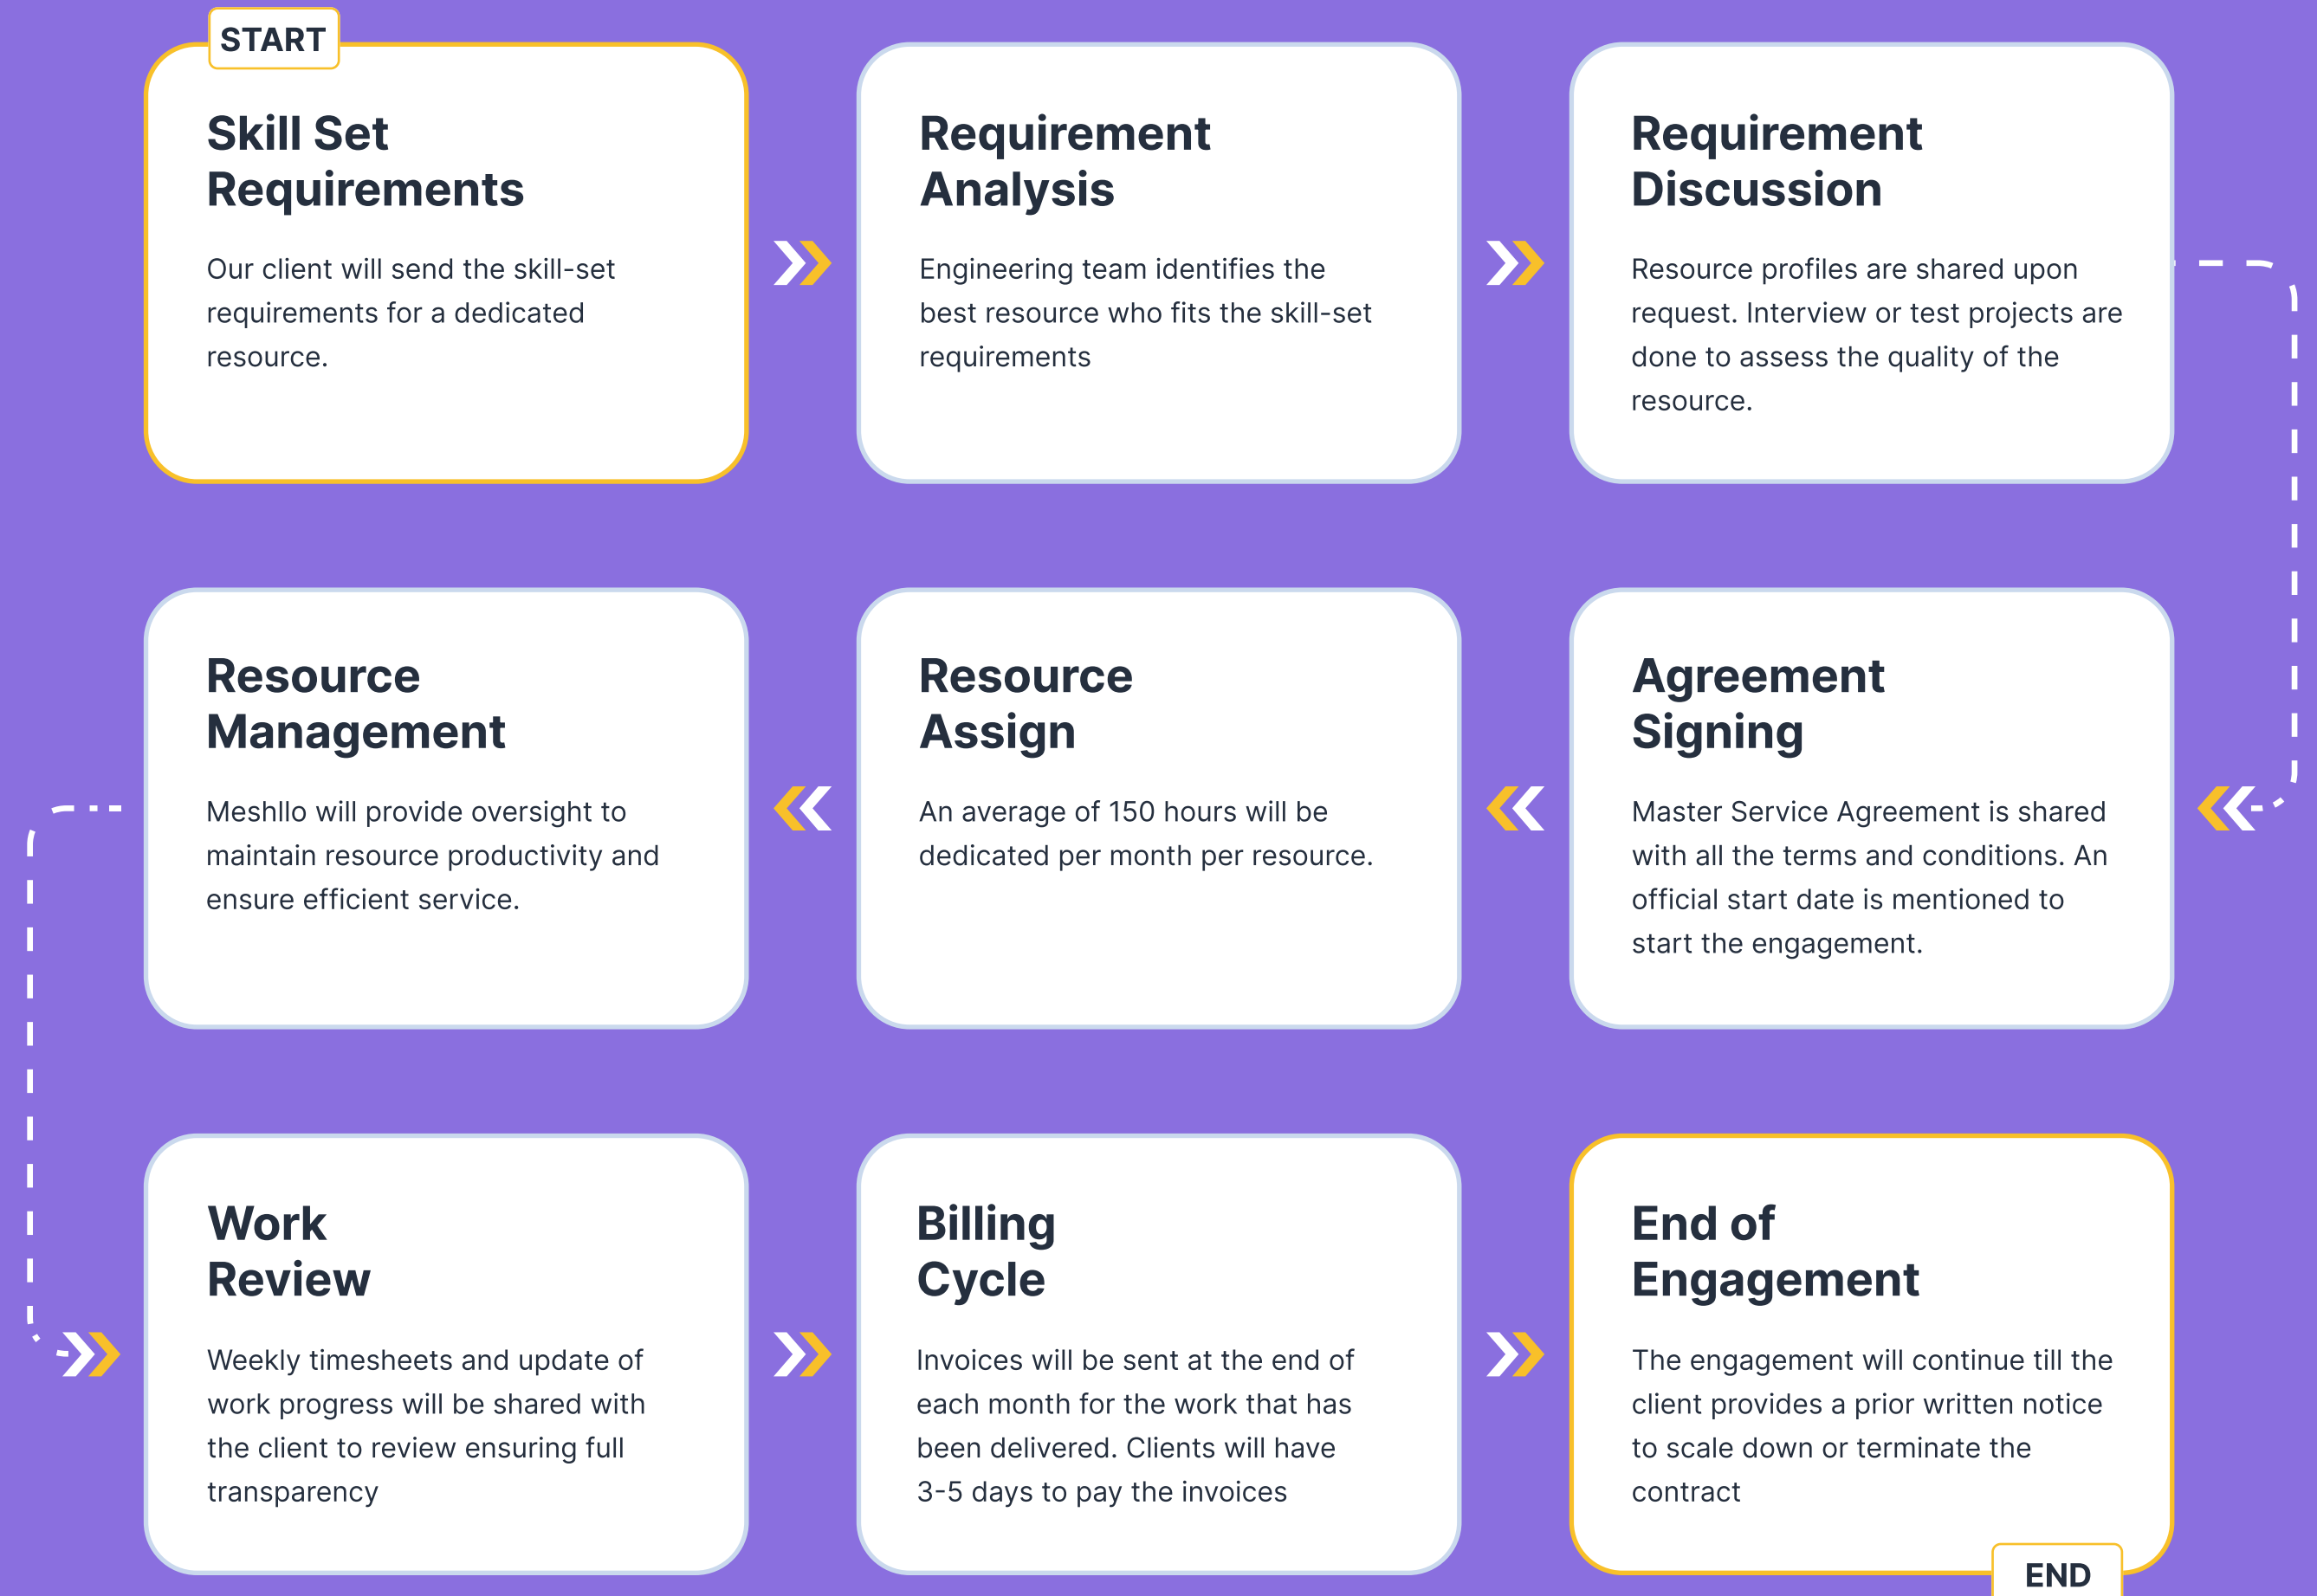 START
Skill Set
Requirements
Our client will send the skill-set
requirements for a dedicated
resource.
Requirement
Analysis
Engineering team identifies the
best resource who fits the skill-set
requirements
Requirement
Discussion
Resource profiles are shared upon
request. Interview or test projects are
done to assess the quality of the
resource.
Agreement
Signing
Master Service Agreement is shared
with all the terms and conditions. An
official start date is mentioned to
start the engagement.
Resource
Assign
An average of 150 hours will be
dedicated per month per resource.
Resource
Management
Meshllo will provide oversight to
maintain resource productivity and
ensure efficient service.
Work
Review
Weekly timesheets and update of
work progress will be shared with
the client to review ensuring full
transparency
Billing
Cycle
Invoices will be sent at the end of
each month for the work that has
been delivered. Clients will have
3-5 days to pay the invoices
End of
Engagement
The engagement will continue till the
client provides a prior written notice
to scale down or terminate the
contract
END